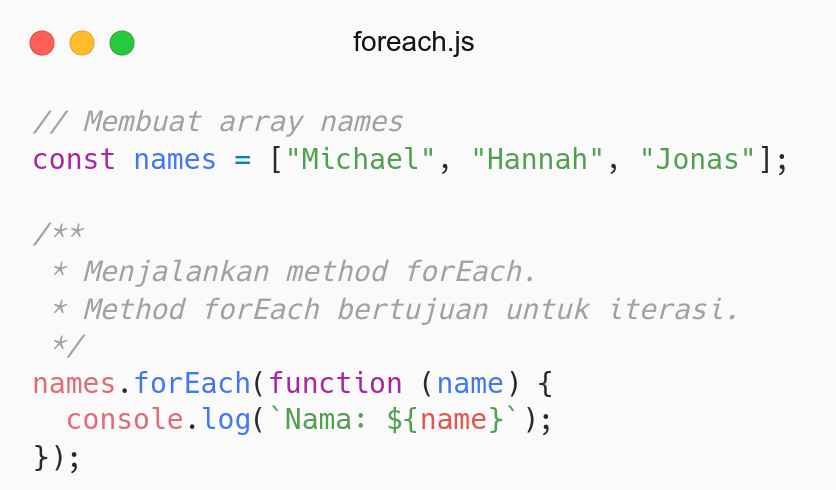 foreach.js
// Membuat array names
const names = ["Michael", "Hannah", "Jonas"];
/**
 * Menjalankan method forEach.
 * Method forEach bertujuan untuk iterasi.
 */
names.forEach(function (name) {
  console.log(`Nama: ${name}`);
});